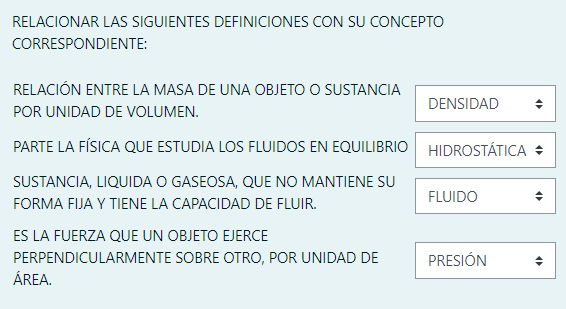 RELACIONAR LAS SIGUIENTES DEFINICIONES CON SU CONCEPTO
CORRESPONDIENTE:
RELACIÓN ENTRE LA MASA DE UNA OBJETO O SUSTANCIA
POR UNIDAD DE VOLUMEN.
DENSIDAD
PARTE LA FÍSICA QUE ESTUDIA LOS FLUIDOS EN EQUILIBRIO
HIDROSTÁTICA
SUSTANCIA, LIQUIDA O GASEOSA, QUE NO MANTIENE SU
FORMA FIJA Y TIENE LA CAPACIDAD DE FLUIR.
FLUIDO
ES LA FUERZA QUE UN OBJETO EJERCE
PERPENDICULARMENTE SOBRE OTRO, POR UNIDAD DE
ÁREA.
PRESIÓN